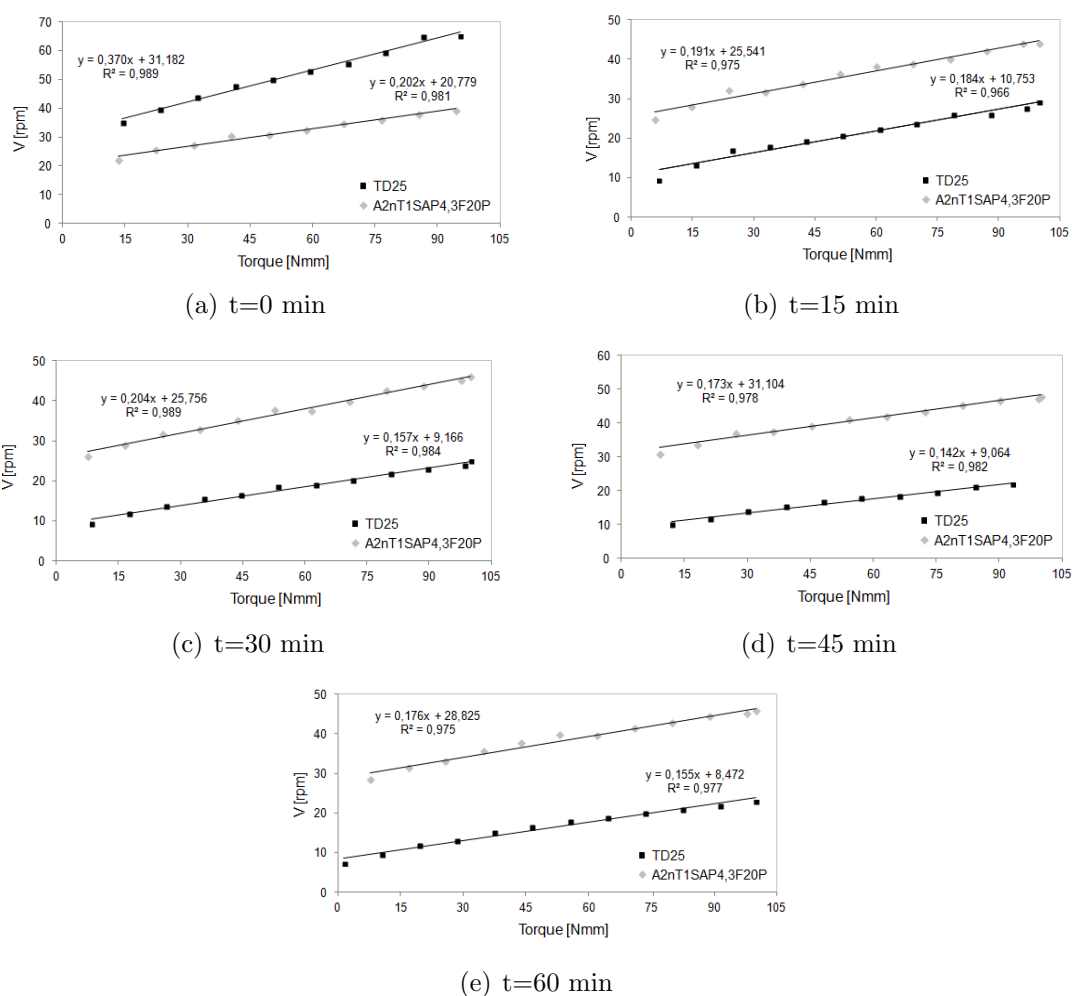 70
60
50
40
30
20
10
0
V [rpm]
y = 0,370x + 31,182
R² = 0,989
y = 0,202x + 20,779
R² = 0,981
TD25
A2nT1SAP4,3F20P
0 15 30 45 60 75 90 105
Torque [Nmm]
(a) t=0 min
50
40
30
20
10
0
V [rpm]
y = 0,191x + 25,541
R² = 0,975
y = 0,184x + 10,753
R² = 0,966
TD25
A2nT1SAP4,3F20P
0 15 30 45 60 75 90 105
Torque [Nmm]
(b) t=15 min
50
40
30
20
10
0
V [rpm]
y = 0,204x + 25,756
R² = 0,989
y = 0,157x + 9,166
R² = 0,984
TD25
A2nT1SAP4,3F20P
0 15 30 45 60 75 90 105
Torque [Nmm]
(c) t=30 min
60
50
40
30
20
10
0
V [rpm]
y = 0,173x + 31,104
R² = 0,978
y = 0,142x + 9,064
R² = 0,982
TD25
A2nT1SAP4,3F20P
0 15 30 45 60 75 90 105
Torque [Nmm]
(d) t=45 min
50
40
30
20
10
0
V [rpm]
y = 0,176x + 28,825
R² = 0,975
y = 0,155x + 8,472
R² = 0,977
TD25
A2nT1SAP4,3F20P
0 15 30 45 60 75 90 105
Torque [Nmm]
(e) t=60 min